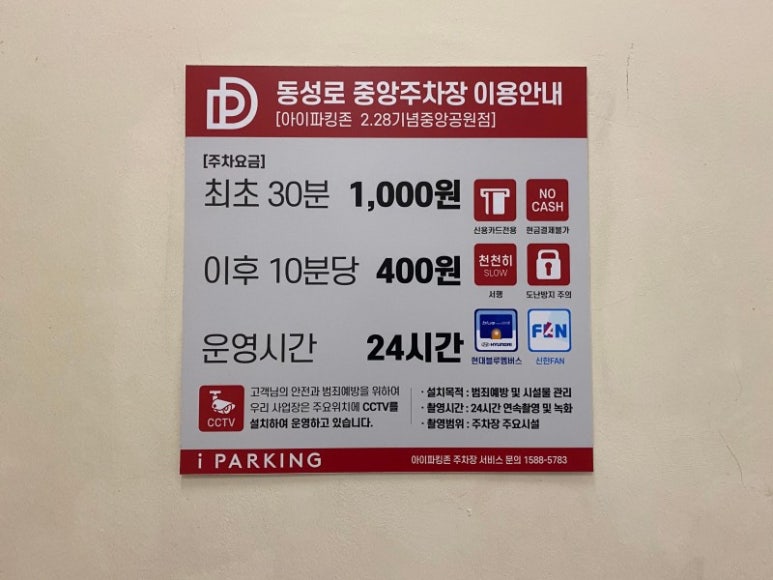 동성로 중앙주차장 이용안내
[아이파킹존 2.28기념중앙공원점]
[주차요금]
최초 30분 1,000원
신용카드전용
NO
CASH
현금결제불가
이후 10분당 400원
천천히
SLOW
서행
도난방지 주의
운영시간 24시간
HYUNDAI
현대블루멤버스
FAN
신한FAN
CCTV
고객님의 안전과 범죄예방을 위하여
우리 사업장은 주요위치에 CCTV를
설치하여 운영하고 있습니다.
· 설치목적 : 범죄예방 및 시설물 관리
· 촬영시간 : 24시간 연속촬영 및 녹화
· 촬영범위 : 주차장 주요시설
i PARKING
아이파킹존 주차장 서비스 문의 1588-5783